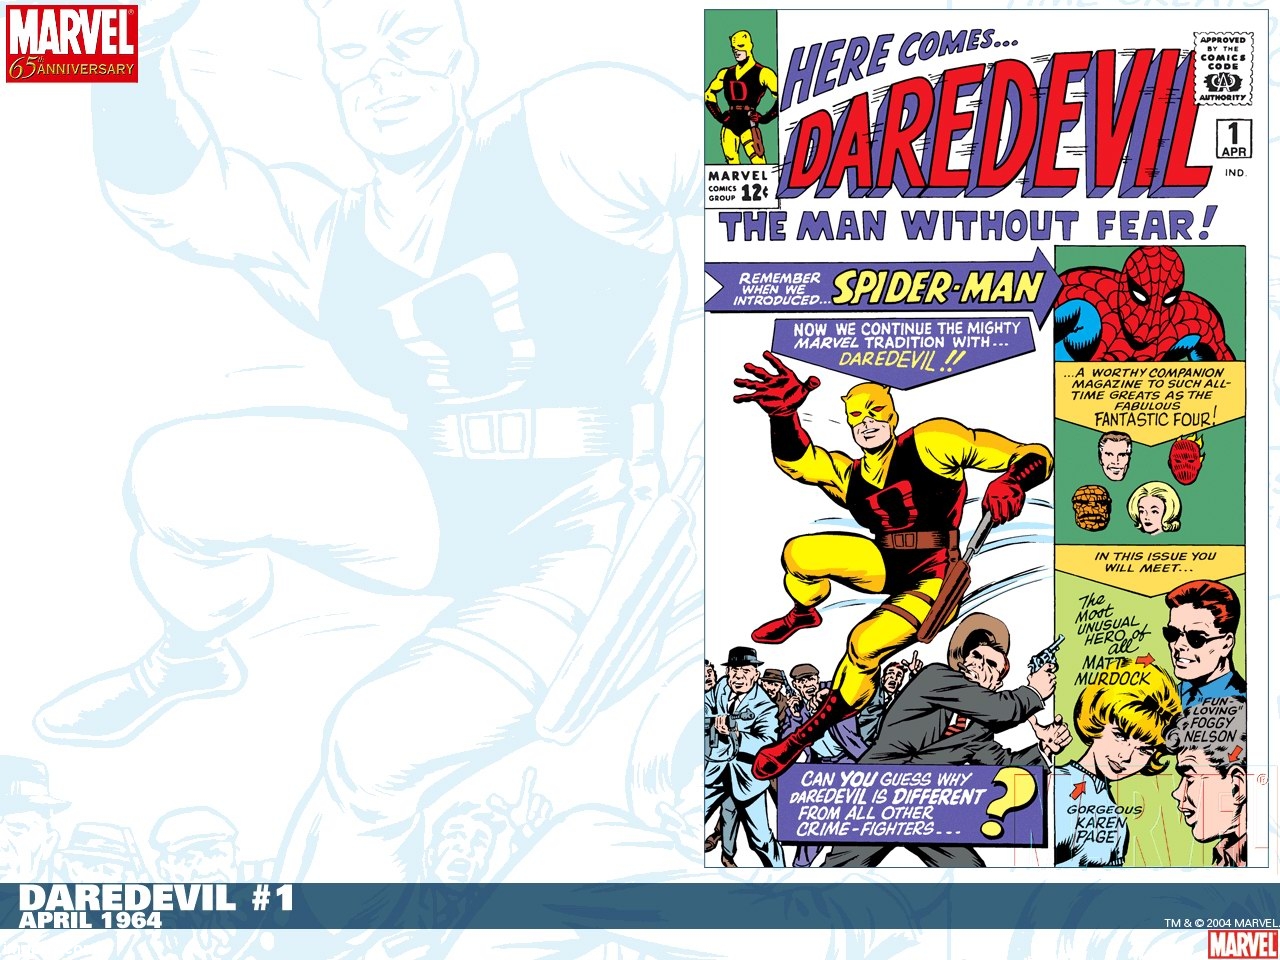 MARVEL
65th ANNIVERSARY
HERE COMES...
DAREDEVIL
APPROVED
BY THE
COMICS
CODE
CA
AUTHORITY
1
APR
IND.
MARVEL
COMICS
GROUP 12¢
THE MAN WITHOUT FEAR!
REMEMBER
WHEN WE
INTRODUCED... SPIDER-MAN
NOW WE CONTINUE THE MIGHTY
MARVEL TRADITION WITH...
DAREDEVIL!!
...A WORTHY COMPANION
MAGAZINE TO SUCH ALL-
TIME GREATS AS THE
FABULOUS
FANTASTIC FOUR!
IN THIS ISSUE YOU
WILL MEET...
The
Most
UNUSUAL
HERO of
all
MATT
MURDOCK
"FUN-
LOVING"
FOGGY
NELSON
GORGEOUS
KAREN
PAGE
CAN YOU GUESS WHY
DAREDEVIL IS DIFFERENT
FROM ALL OTHER
CRIME-FIGHTERS...
?
DAREDEVIL #1
APRIL 1964
TM & © 2004 MARVEL.
MARVEL